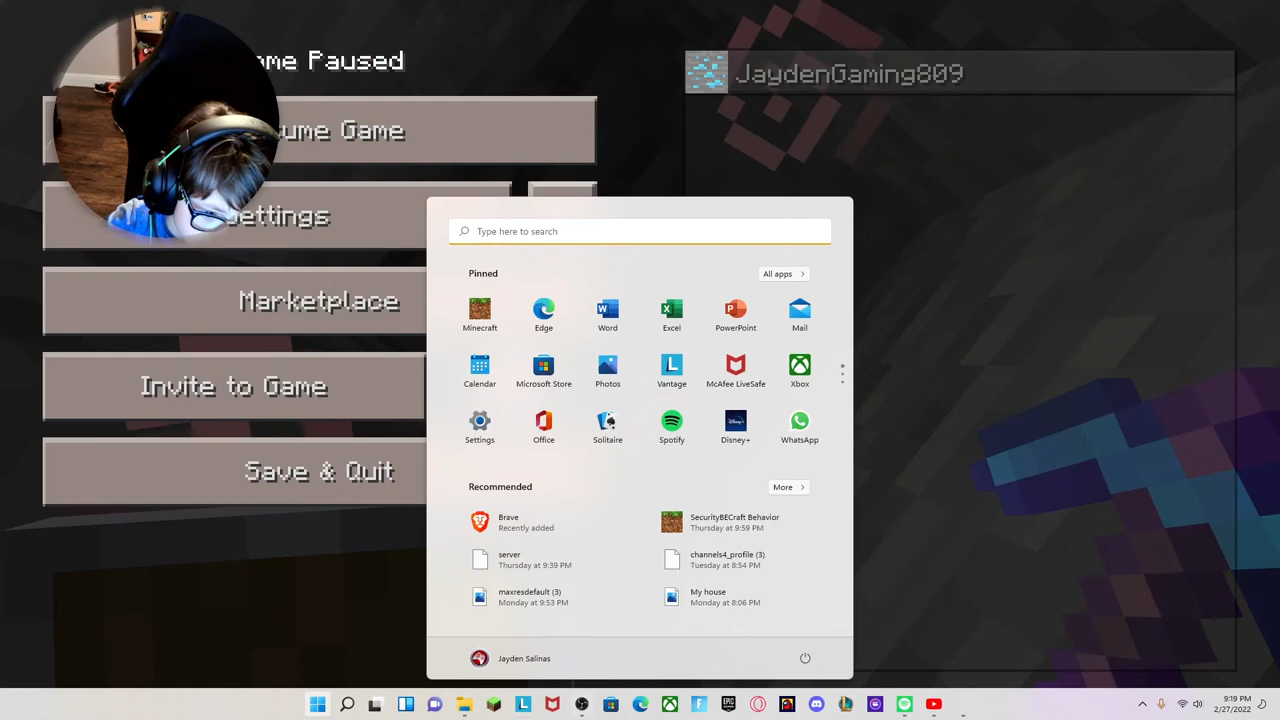 ome Paused
JaydenGaming809
ume Game
ettings
Marketplace
Invite to Game
Save & Quit
Type here to search
Pinned
All apps
Minecraft
Edge
Word
Excel
PowerPoint
Mail
Calendar
Microsoft Store
Photos
Vantage
McAfee LiveSafe
Xbox
Settings
Office
Solitaire
Spotify
Disney+
WhatsApp
Recommended
More
Brave
Recently added
SecurityBECraft Behavior
Thursday at 9:59 PM
server
Thursday at 9:39 PM
channels4_profile (3)
Tuesday at 8:54 PM
maxresdefault (3)
Monday at 9:53 PM
My house
Monday at 8:06 PM
Jayden Salinas
9:19 PM
2/27/2022